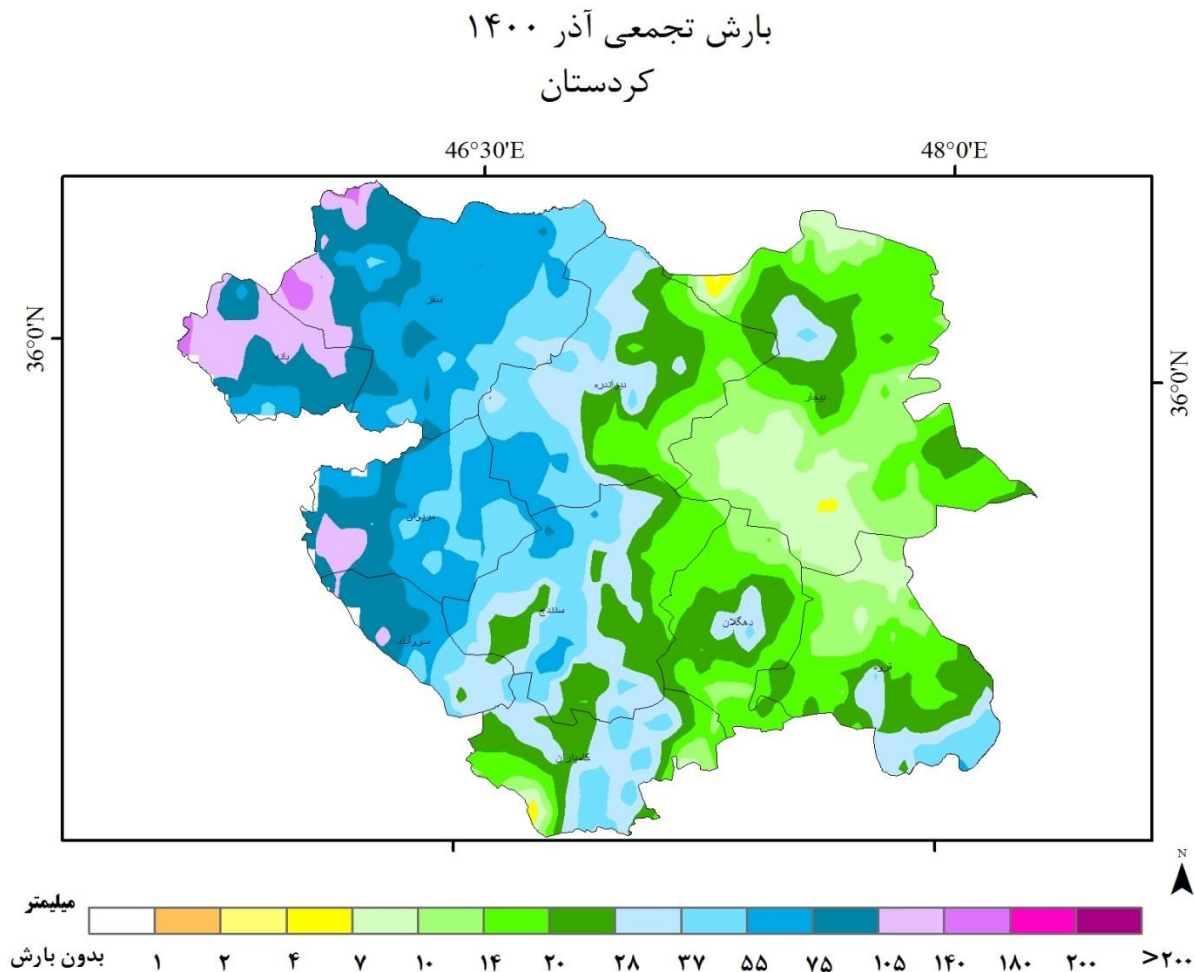 بارش تجمعی آذر ۱۴۰۰
کردستان
46°30'E 48°0'E
36°0'N
36°0'N
سقز
بانه
دیواندره
بیجار
مریوان
سنندج
دهگلان
سروآباد
قروه
کامیاران
N
میلیمتر
بدون بارش ۱ ۲ ۴ ۷ ۱۰ ۱۴ ۲۰ ۲۸ ۳۷ ۵۵ ۷۵ ۱۰۵ ۱۴۰ ۱۸۰ ۲۰۰ >۲۰۰